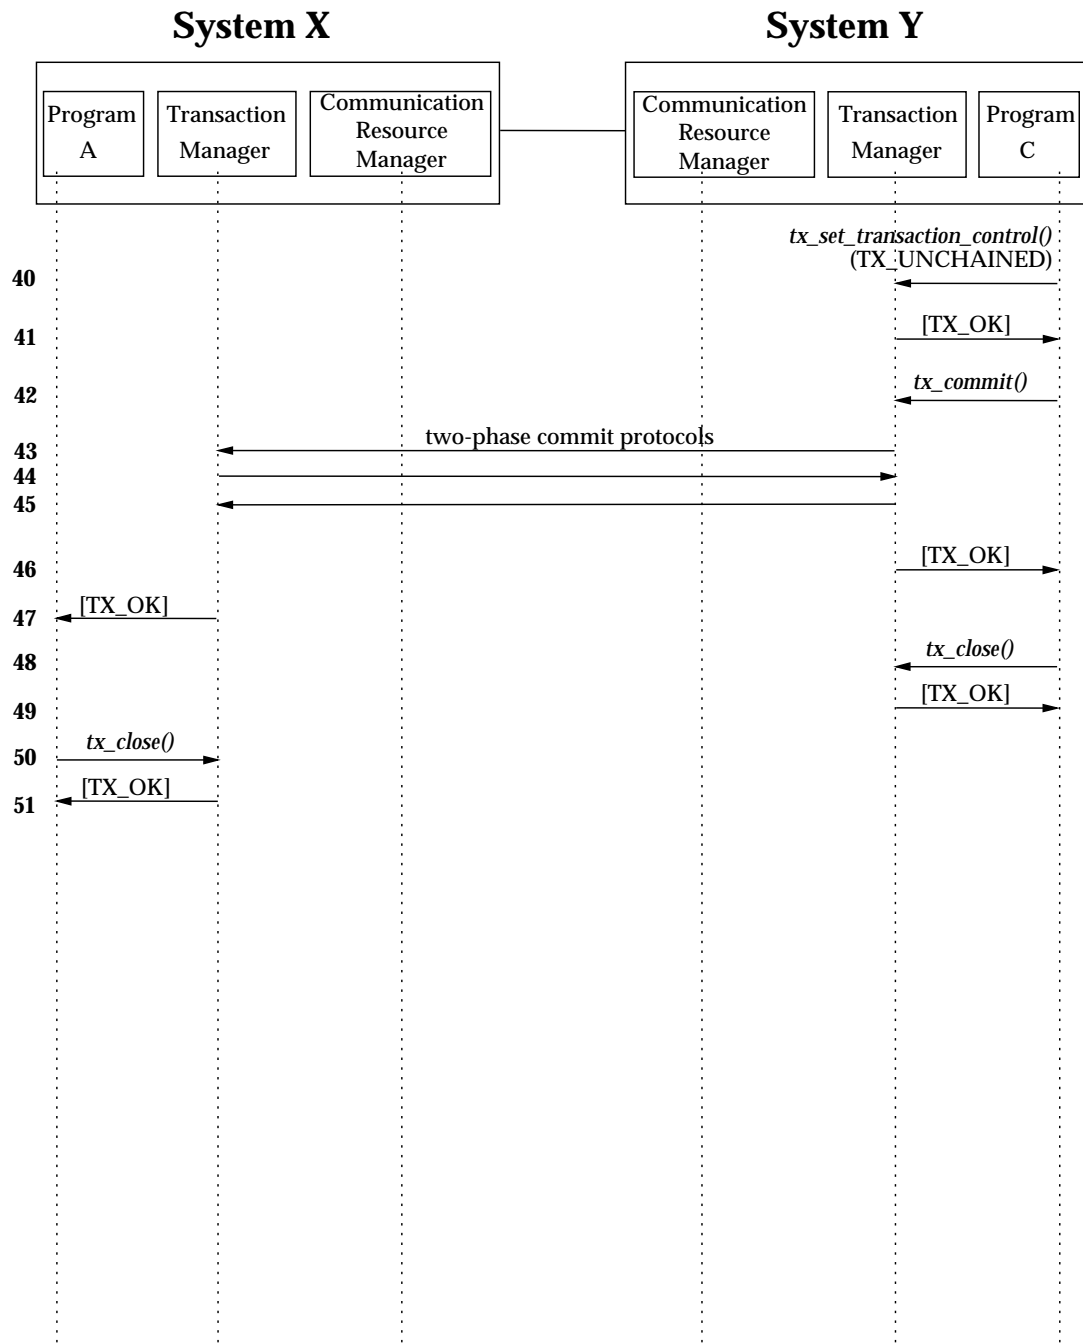 System X
System Y
Program
A
Transaction
Manager
Communication
Resource
Manager
Communication
Resource
Manager
Transaction
Manager
Program
C
tx_set_transaction_control()
(TX_UNCHAINED)
40
41 [TX_OK]
42 tx_commit()
43 two-phase commit protocols
44
45
46 [TX_OK]
47 [TX_OK]
48 tx_close()
49 [TX_OK]
50 tx_close()
51 [TX_OK]